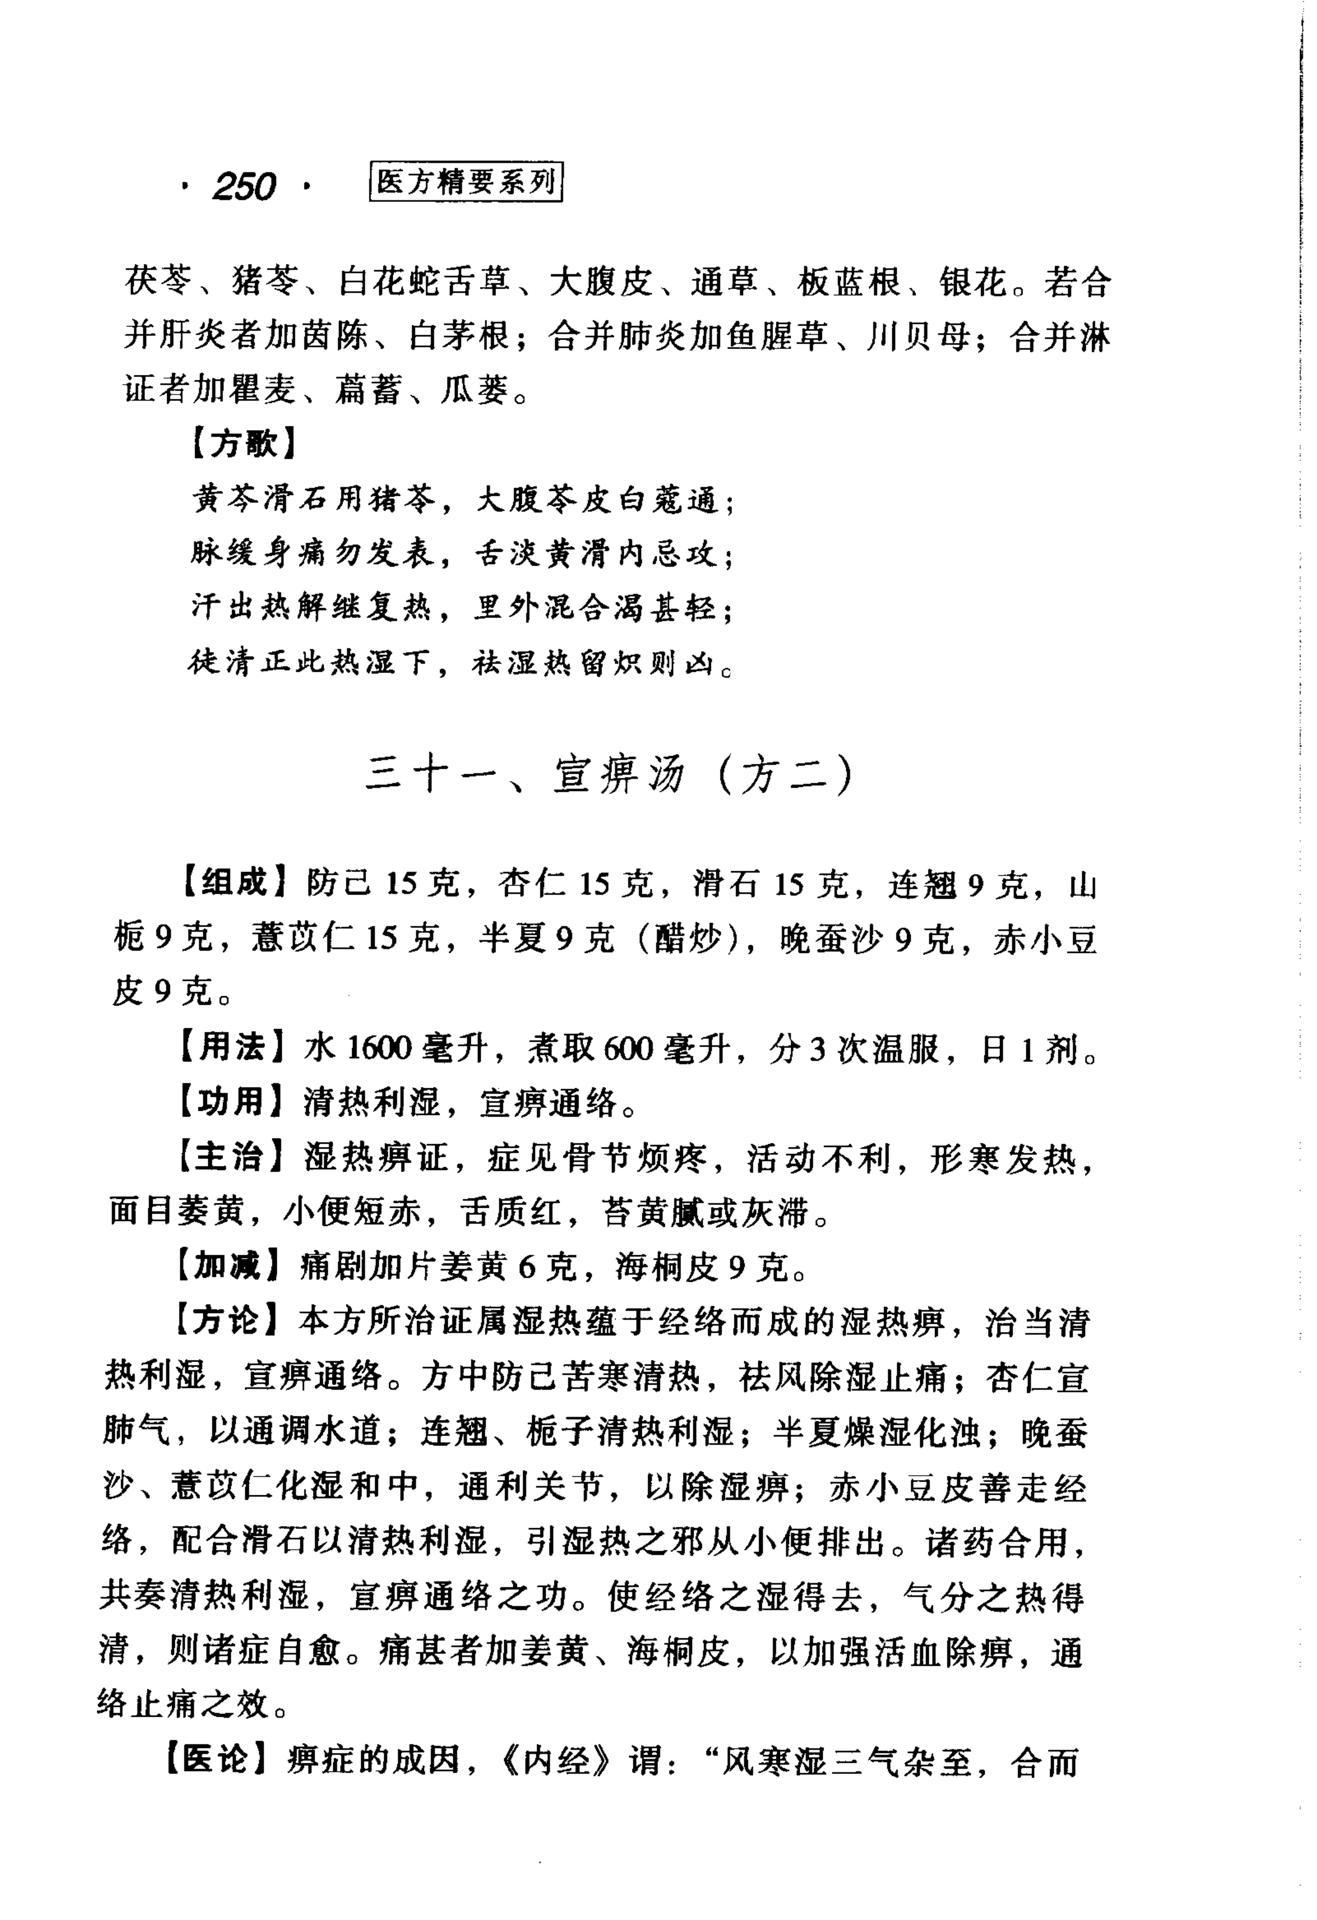 · 250 · 医方精要系列
茯苓、猪苓、白花蛇舌草、大腹皮、通草、板蓝根、银花。若合
并肝炎者加茵陈、白茅根；合并肺炎加鱼腥草、川贝母；合并淋
证者加瞿麦、萹蓄、瓜蒌。
【方歌】
黄芩滑石用猪苓，大腹苓皮白蔻通；
脉缓身痛勿发表，舌淡黄滑内忌攻；
汗出热解继复热，里外混合渴甚轻；
徒清正此热湿下，祛湿热留炽则凶。
三十一、宣痹汤（方二）
【组成】防己 15 克，杏仁 15 克，滑石 15 克，连翘 9 克，山
栀 9 克，薏苡仁 15 克，半夏 9 克（醋炒），晚蚕沙 9 克，赤小豆
皮 9 克。
【用法】水 1600 毫升，煮取 600 毫升，分 3 次温服，日 1 剂。
【功用】清热利湿，宣痹通络。
【主治】湿热痹证，症见骨节烦疼，活动不利，形寒发热，
面目萎黄，小便短赤，舌质红，苔黄腻或灰滞。
【加减】痛剧加片姜黄 6 克，海桐皮 9 克。
【方论】本方所治证属湿热蕴于经络而成的湿热痹，治当清
热利湿，宣痹通络。方中防己苦寒清热，祛风除湿止痛；杏仁宣
肺气，以通调水道；连翘、栀子清热利湿；半夏燥湿化浊；晚蚕
沙、薏苡仁化湿和中，通利关节，以除湿痹；赤小豆皮善走经
络，配合滑石以清热利湿，引湿热之邪从小便排出。诸药合用，
共奏清热利湿，宣痹通络之功。使经络之湿得去，气分之热得
清，则诸症自愈。痛甚者加姜黄、海桐皮，以加强活血除痹，通
络止痛之效。
【医论】痹症的成因，《内经》谓：“风寒湿三气杂至，合而